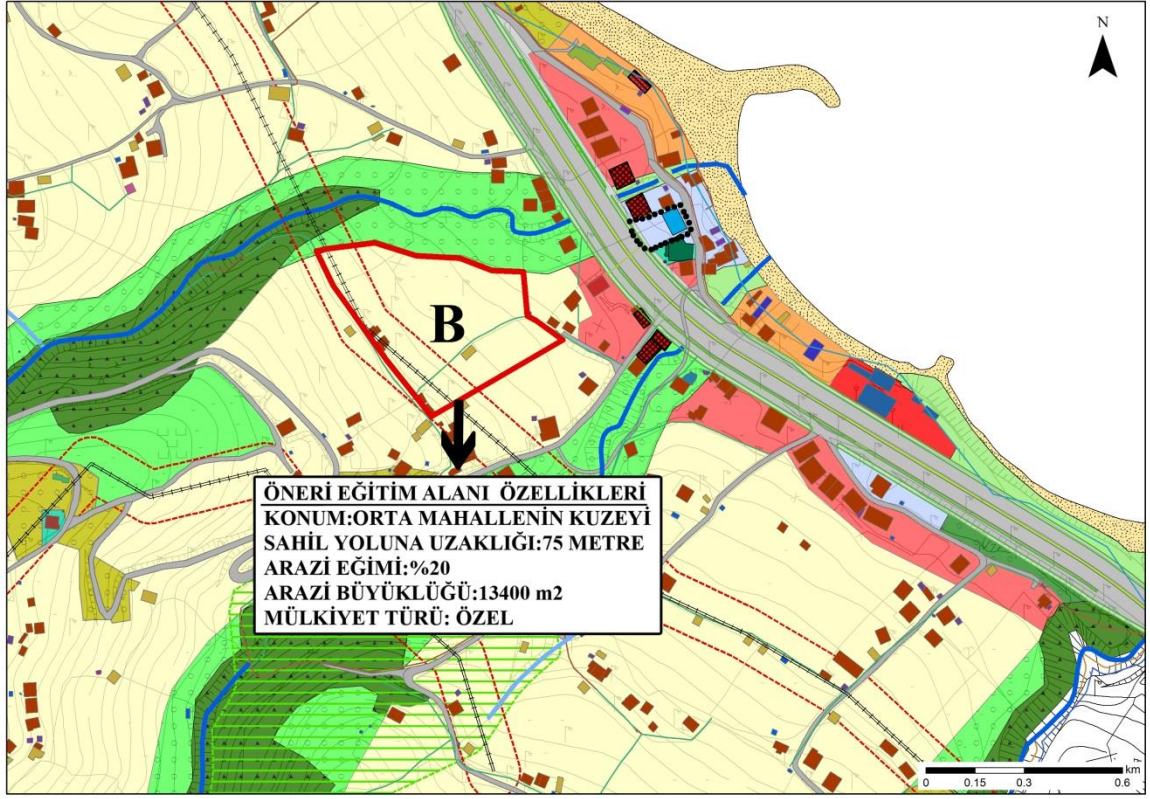 N
B
ÖNERİ EĞİTİM ALANI ÖZELLİKLERİ
KONUM:ORTA MAHALLENİN KUZEYİ
SAHİL YOLUNA UZAKLIĞI:75 METRE
ARAZİ EĞİMİ:%20
ARAZİ BÜYÜKLÜĞÜ:13400 m2
MÜLKİYET TÜRÜ: ÖZEL
km
0 0.15 0.3 0.6